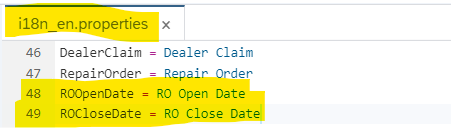 i18n_en.properties ×
46 DealerClaim = Dealer Claim
47 RepairOrder = Repair Order
48 ROOpenDate = RO Open Date
49 ROCloseDate = RO Close Date